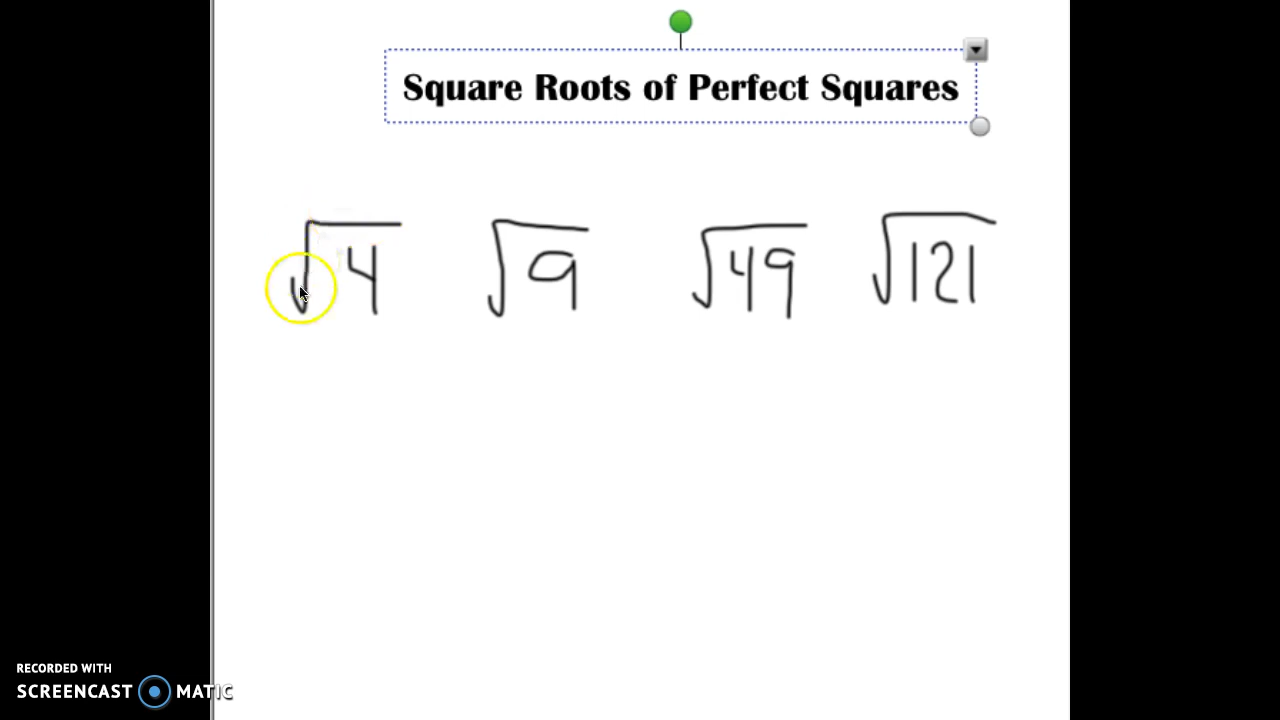 Square Roots of Perfect Squares
√4 √9 √49 √121
RECORDED WITH
SCREENCAST MATIC